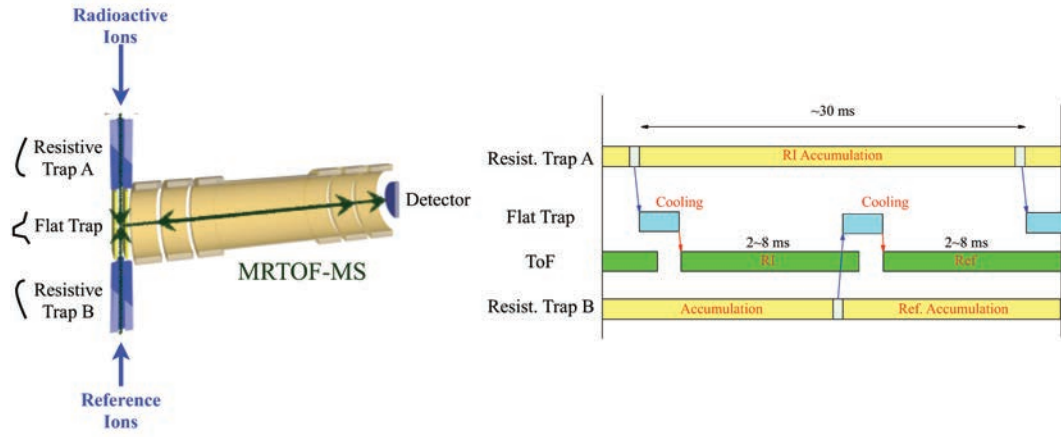 Radioactive
Ions
Resistive
Trap A
Flat Trap
Resistive
Trap B
Detector
MRTOF-MS
Reference
Ions
~30 ms
Resist. Trap A
RI Accumulation
Cooling
Cooling
Flat Trap
2~8 ms
2~8 ms
ToF
RI
Ref
Resist. Trap B
Accumulation
Ref. Accumulation